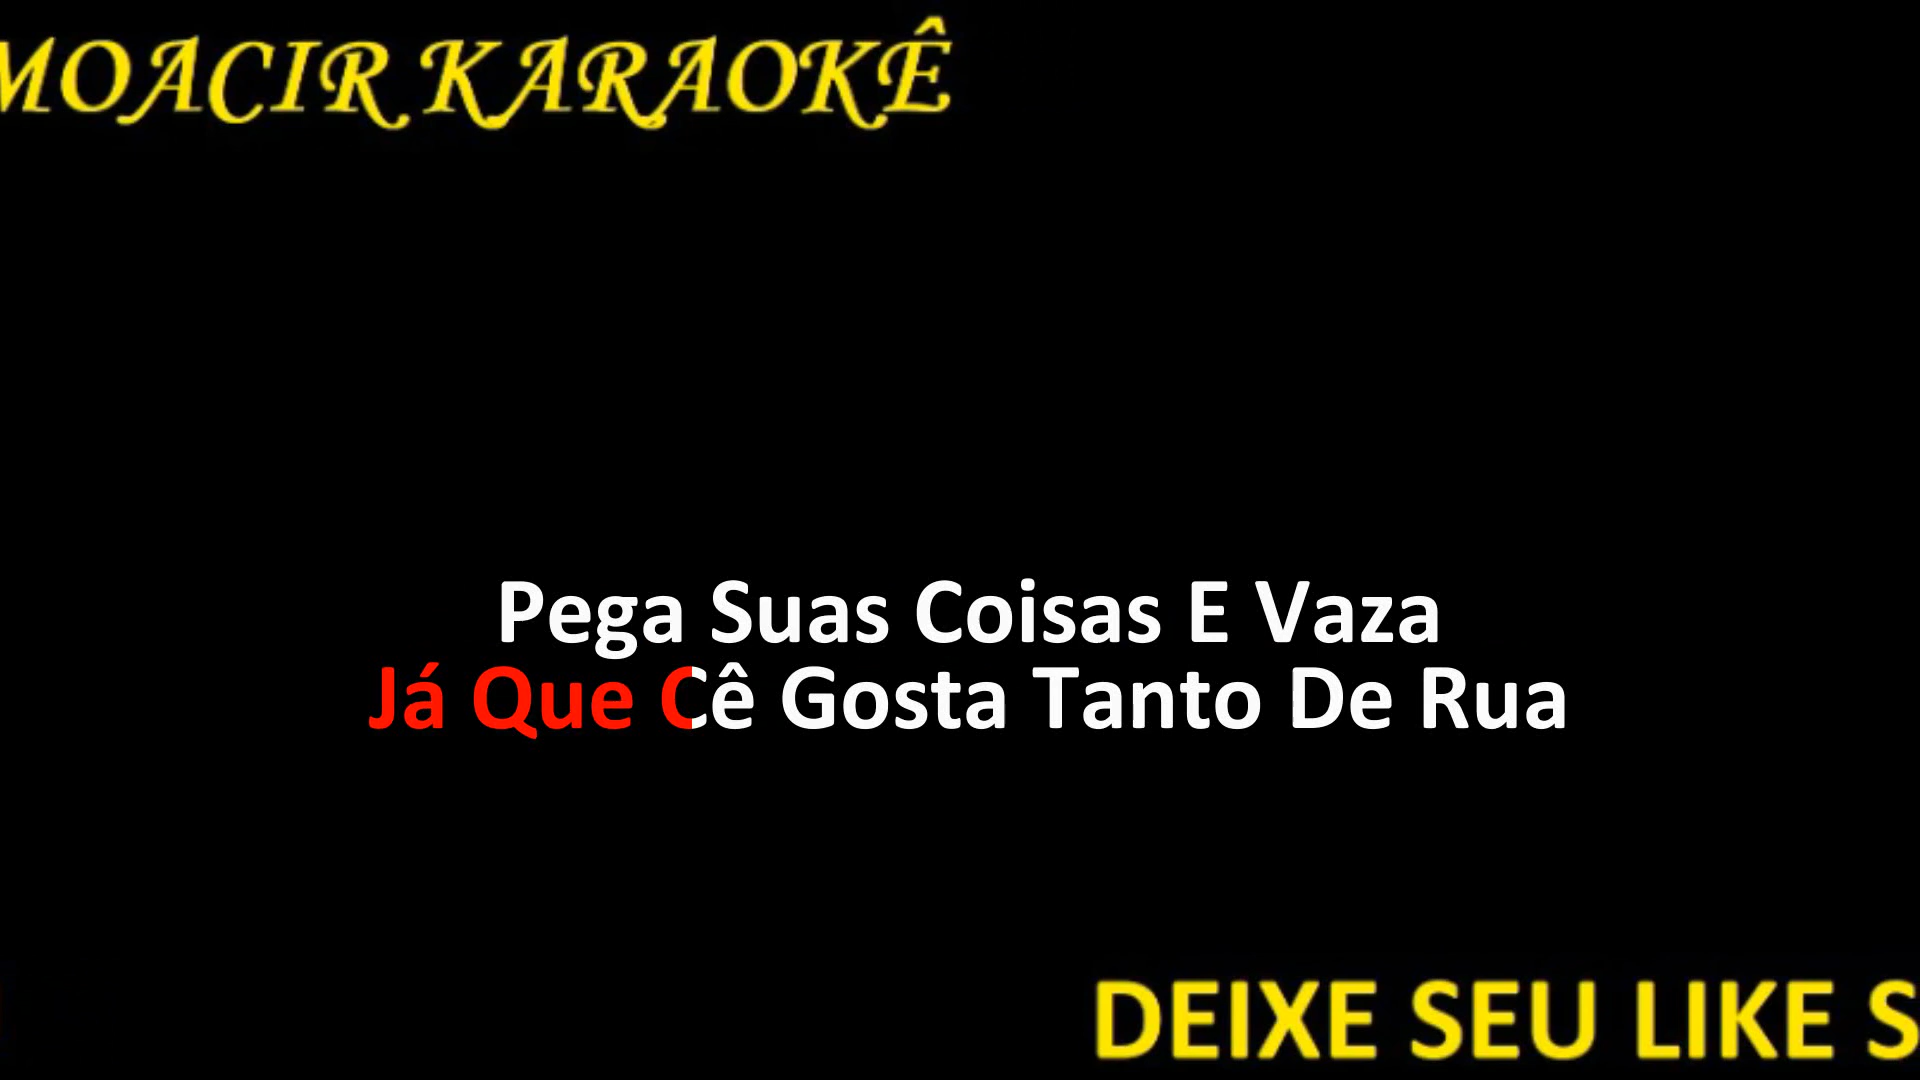 MOACIR KARAOKÊ
Pega Suas Coisas E Vaza
Já Que Cê Gosta Tanto De Rua
DEIXE SEU LIKE S